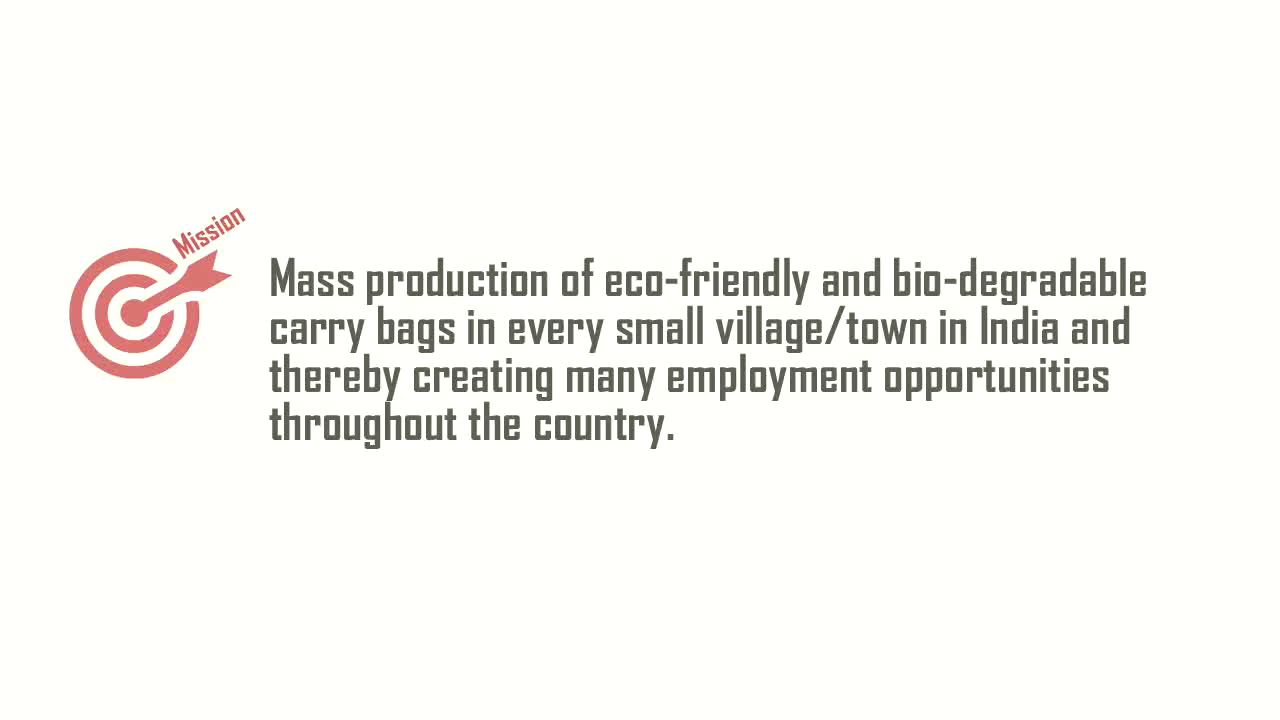 Mission
Mass production of eco-friendly and bio-degradable
carry bags in every small village/town in India and
thereby creating many employment opportunities
throughout the country.